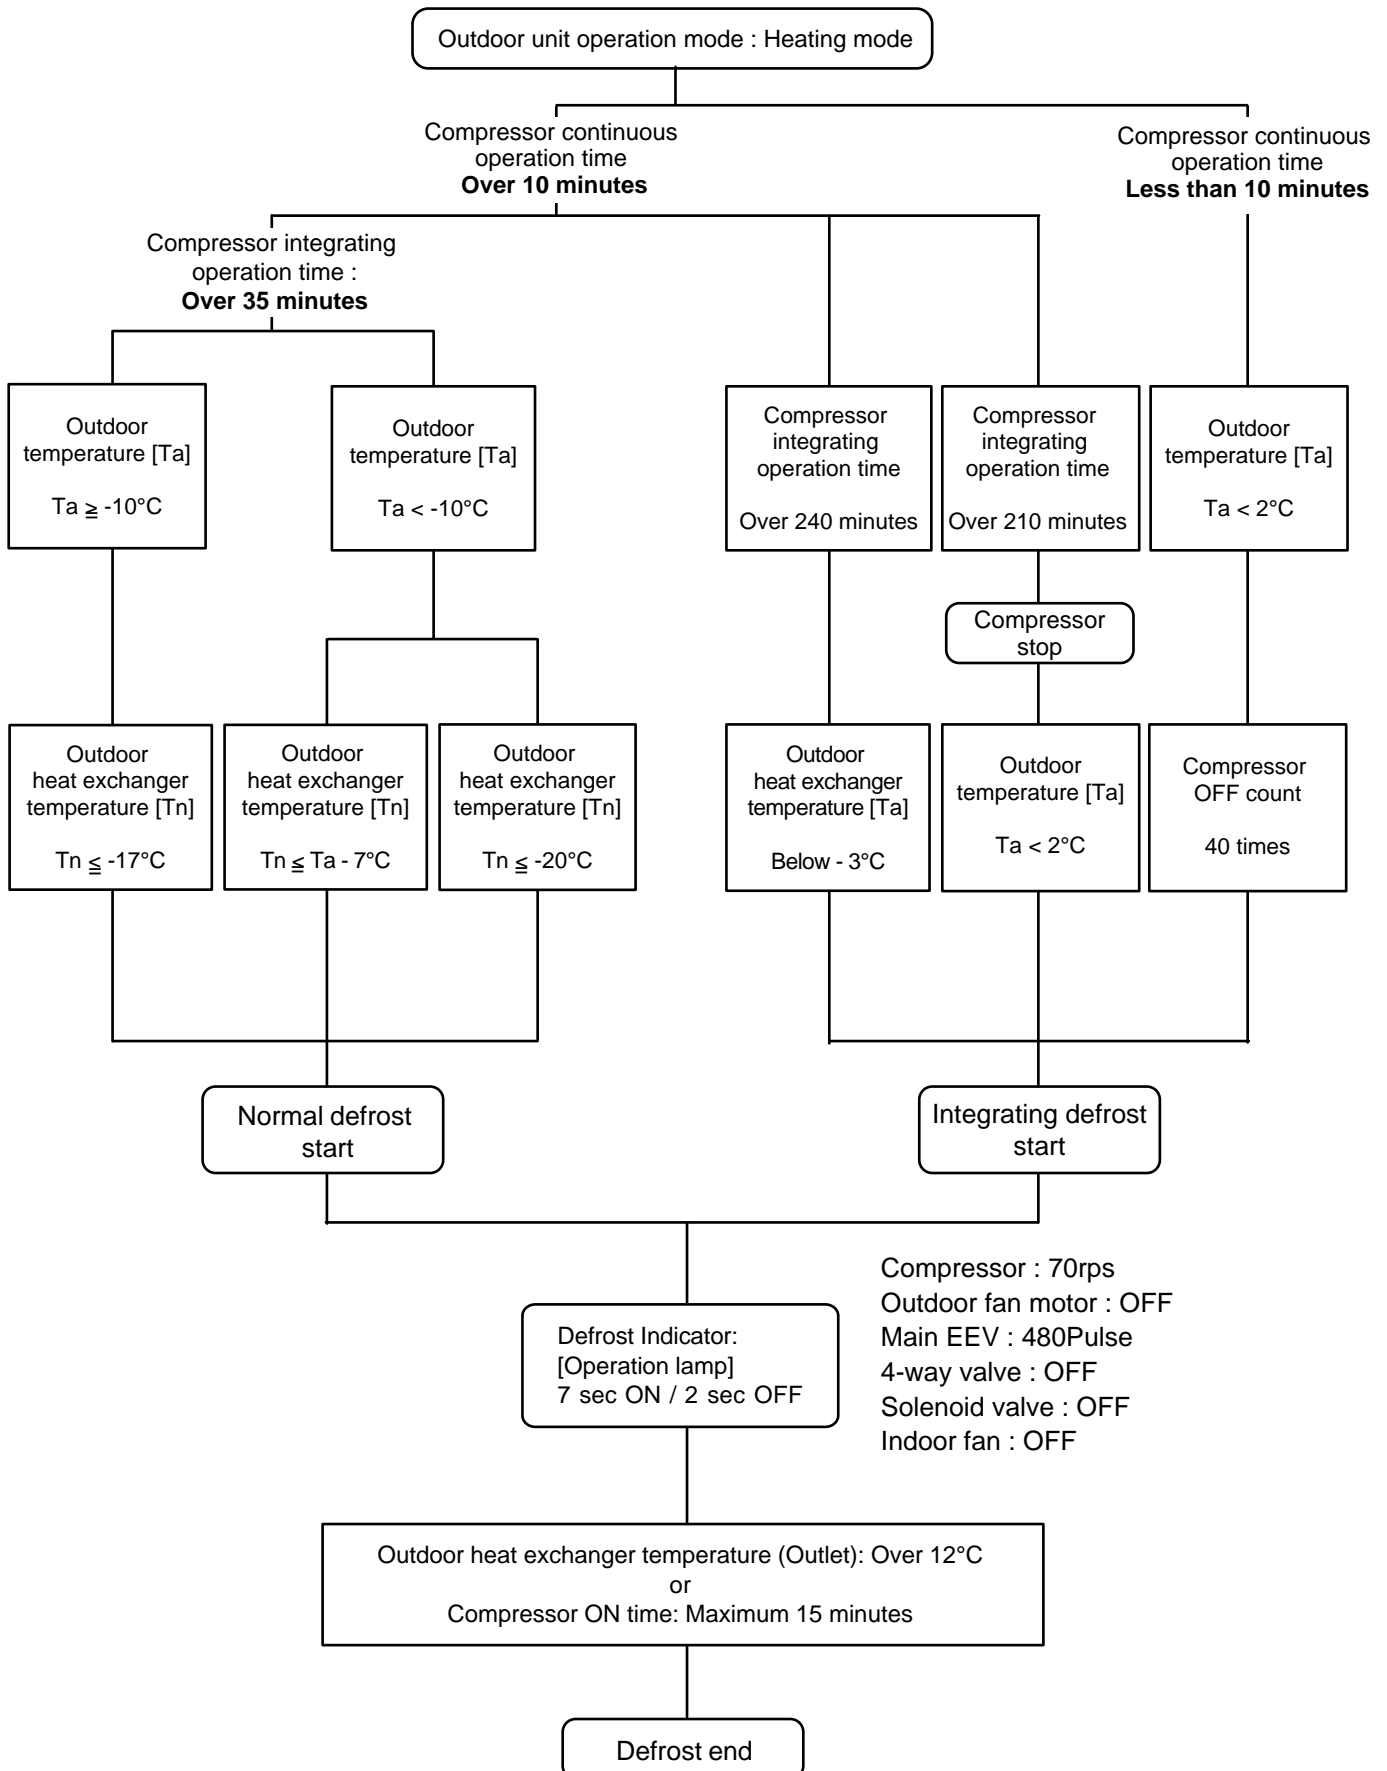 Outdoor unit operation mode : Heating mode
Compressor continuous
operation time
Over 10 minutes
Compressor continuous
operation time
Less than 10 minutes
Compressor integrating
operation time :
Over 35 minutes
Outdoor
temperature [Ta]
Ta ≧ -10°C
Outdoor
temperature [Ta]
Ta < -10°C
Compressor
integrating
operation time
Over 240 minutes
Compressor
integrating
operation time
Over 210 minutes
Outdoor
temperature [Ta]
Ta < 2°C
Compressor
stop
Outdoor
heat exchanger
temperature [Tn]
Tn ≦ -17°C
Outdoor
heat exchanger
temperature [Tn]
Tn ≦ Ta - 7°C
Outdoor
heat exchanger
temperature [Tn]
Tn ≦ -20°C
Outdoor
heat exchanger
temperature [Ta]
Below - 3°C
Outdoor
temperature [Ta]
Ta < 2°C
Compressor
OFF count
40 times
Normal defrost
start
Integrating defrost
start
Defrost Indicator:
[Operation lamp]
7 sec ON / 2 sec OFF
Compressor : 70rps
Outdoor fan motor : OFF
Main EEV : 480Pulse
4-way valve : OFF
Solenoid valve : OFF
Indoor fan : OFF
Outdoor heat exchanger temperature (Outlet): Over 12°C
or
Compressor ON time: Maximum 15 minutes
Defrost end